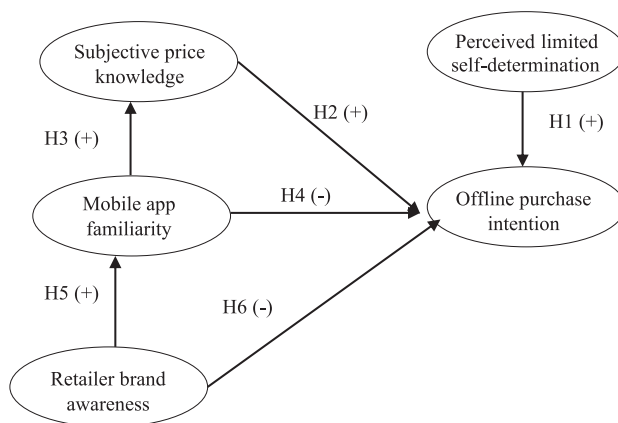 Subjective price
knowledge
Perceived limited
self-determination
H2 (+)
H1 (+)
H3 (+)
Mobile app
familiarity
H4 (-)
Offline purchase
intention
H5 (+)
H6 (-)
Retailer brand
awareness